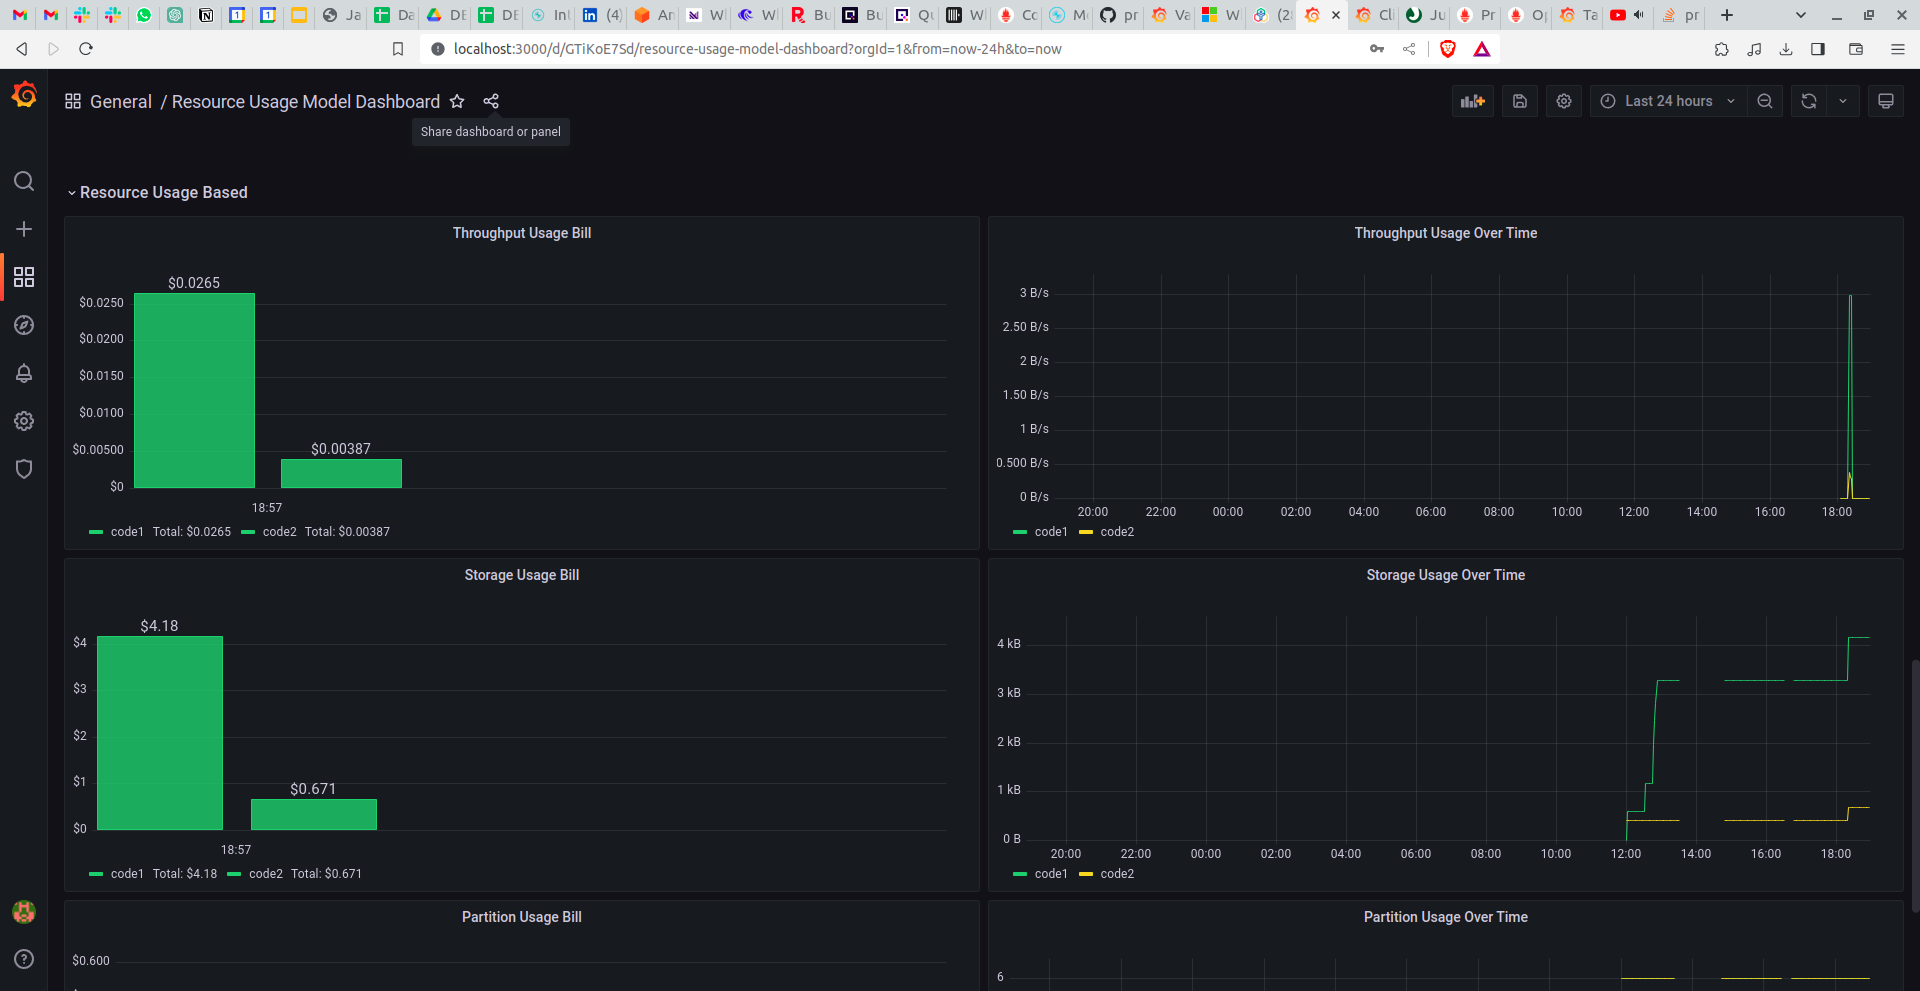 Ja
Da
DE
DE
Int
(4)
An
Wi
Wl
Bu
Bu
Qu
Wl
Co
Mo
pr
Va
W
(2
Cli
Ju
Pr
Op
Ta
pr
localhost:3000/d/GTiKoE7Sd/resource-usage-model-dashboard?orgId=1&from=now-24h&to=now
General / Resource Usage Model Dashboard
Last 24 hours
Share dashboard or panel
Resource Usage Based
Throughput Usage Bill
$0.0265
$0.0250
$0.0200
$0.0150
$0.0100
$0.00387
$0.00500
$0
18:57
code1 Total: $0.0265 code2 Total: $0.00387
Throughput Usage Over Time
3 B/s
2.50 B/s
2 B/s
1.50 B/s
1 B/s
0.500 B/s
0 B/s
20:00 22:00 00:00 02:00 04:00 06:00 08:00 10:00 12:00 14:00 16:00 18:00
code1 code2
Storage Usage Bill
$4.18
$4
$3
$2
$1
$0.671
$0
18:57
code1 Total: $4.18 code2 Total: $0.671
Storage Usage Over Time
4 kB
3 kB
2 kB
1 kB
0 B
20:00 22:00 00:00 02:00 04:00 06:00 08:00 10:00 12:00 14:00 16:00 18:00
code1 code2
Partition Usage Bill
$0.600
Partition Usage Over Time
6